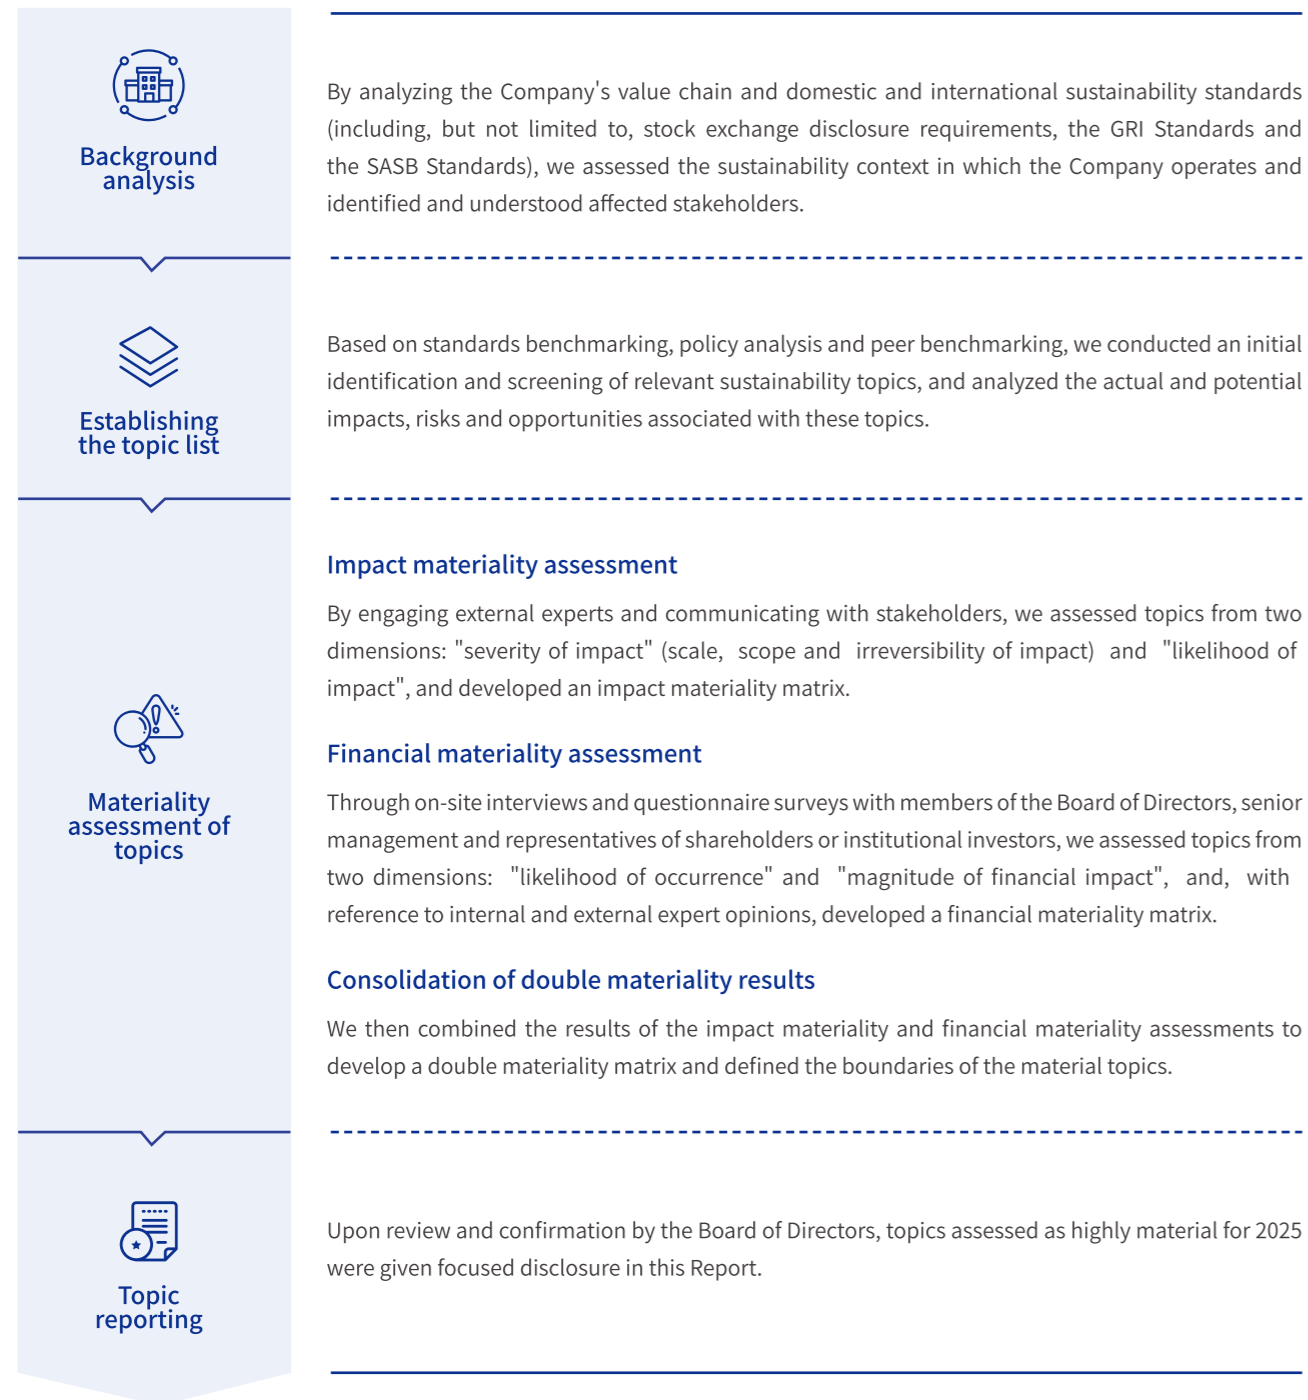 Background
analysis
By analyzing the Company's value chain and domestic and international sustainability standards
(including, but not limited to, stock exchange disclosure requirements, the GRI Standards and
the SASB Standards), we assessed the sustainability context in which the Company operates and
identified and understood affected stakeholders.
Establishing
the topic list
Based on standards benchmarking, policy analysis and peer benchmarking, we conducted an initial
identification and screening of relevant sustainability topics, and analyzed the actual and potential
impacts, risks and opportunities associated with these topics.
Materiality
assessment of
topics
Impact materiality assessment
By engaging external experts and communicating with stakeholders, we assessed topics from two
dimensions: "severity of impact" (scale, scope and irreversibility of impact) and "likelihood of
impact", and developed an impact materiality matrix.
Financial materiality assessment
Through on-site interviews and questionnaire surveys with members of the Board of Directors, senior
management and representatives of shareholders or institutional investors, we assessed topics from
two dimensions: "likelihood of occurrence" and "magnitude of financial impact", and, with
reference to internal and external expert opinions, developed a financial materiality matrix.
Consolidation of double materiality results
We then combined the results of the impact materiality and financial materiality assessments to
develop a double materiality matrix and defined the boundaries of the material topics.
Topic
reporting
Upon review and confirmation by the Board of Directors, topics assessed as highly material for 2025
were given focused disclosure in this Report.